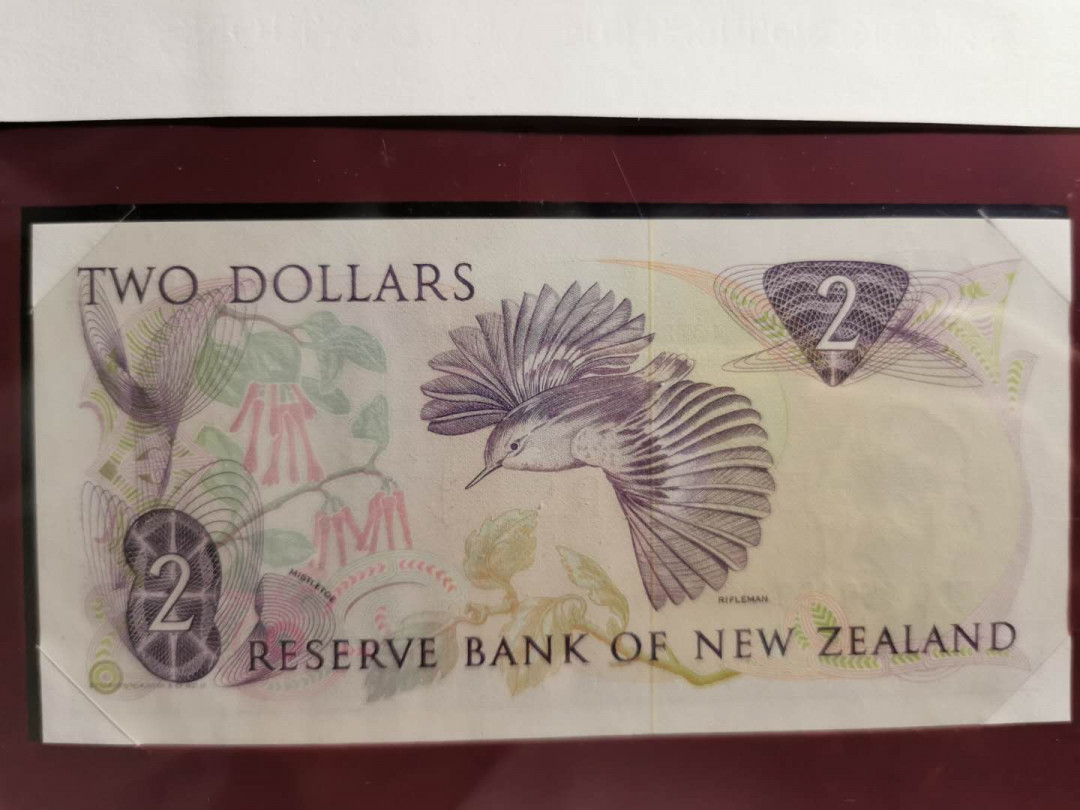 TWO DOLLARS
2
MISTLETOE
RIFLEMAN
2
RESERVE BANK OF NEW ZEALAND